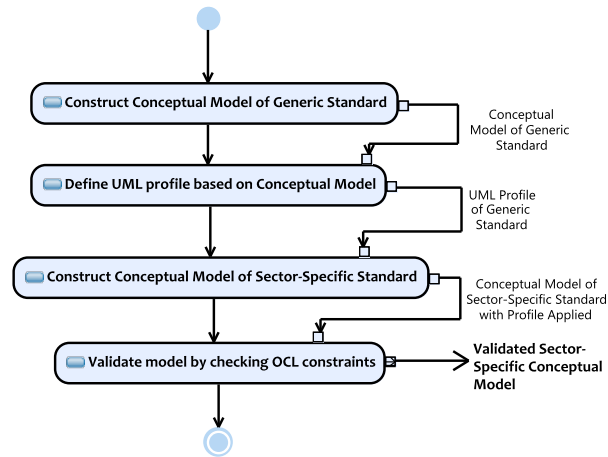 Construct Conceptual Model of Generic Standard
Conceptual
Model of Generic
Standard
Define UML profile based on Conceptual Model
UML Profile
of Generic
Standard
Construct Conceptual Model of Sector-Specific Standard
Conceptual Model of
Sector-Specific Standard
with Profile Applied
Validate model by checking OCL constraints
Validated Sector-
Specific Conceptual
Model